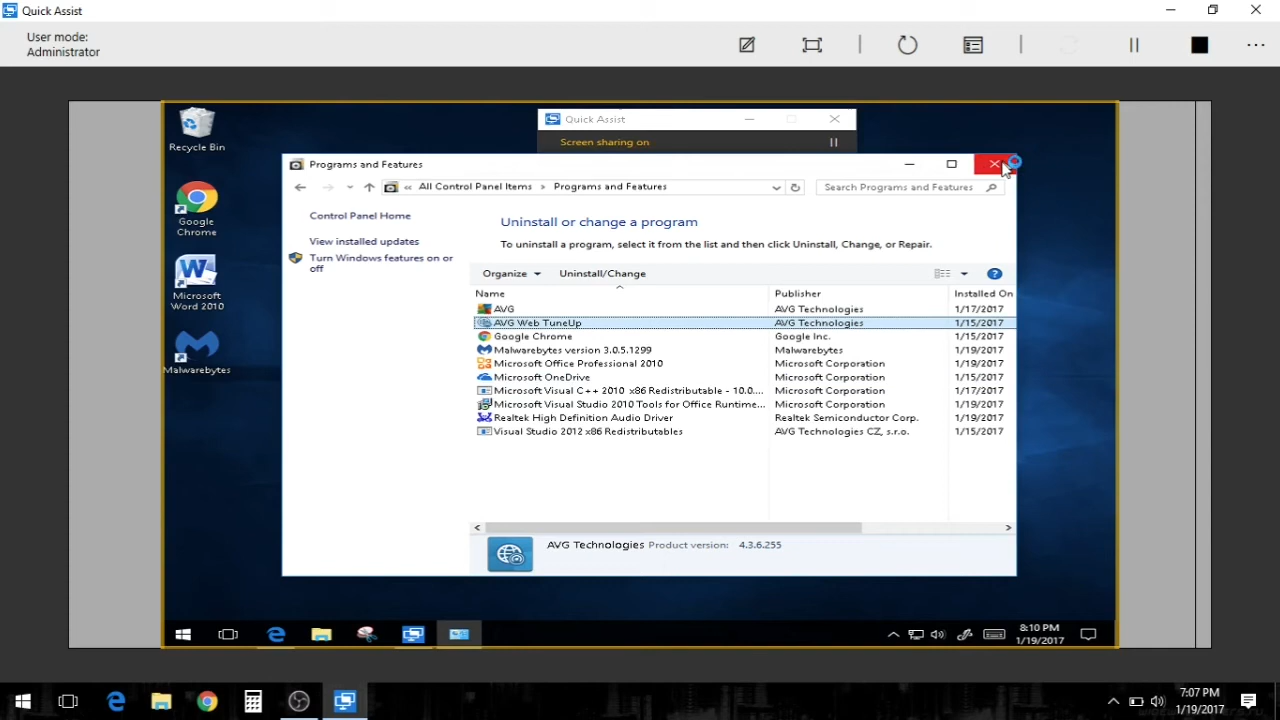 Quick Assist
User mode:
Administrator
Recycle Bin
Google
Chrome
Microsoft
Word 2010
Malwarebytes
Quick Assist
Screen sharing on
Programs and Features
« All Control Panel Items > Programs and Features
Search Programs and Features
Control Panel Home
View installed updates
Turn Windows features on or
off
Uninstall or change a program
To uninstall a program, select it from the list and then click Uninstall, Change, or Repair.
Organize Uninstall/Change
Name Publisher Installed On
AVG AVG Technologies 1/17/2017
AVG Web TuneUp AVG Technologies 1/15/2017
Google Chrome Google Inc. 1/15/2017
Malwarebytes version 3.0.5.1299 Malwarebytes 1/19/2017
Microsoft Office Professional 2010 Microsoft Corporation 1/19/2017
Microsoft OneDrive Microsoft Corporation 1/15/2017
Microsoft Visual C++ 2010 x86 Redistributable - 10.0.... Microsoft Corporation 1/17/2017
Microsoft Visual Studio 2010 Tools for Office Runtime... Microsoft Corporation 1/19/2017
Realtek High Definition Audio Driver Realtek Semiconductor Corp. 1/19/2017
Visual Studio 2012 x86 Redistributables AVG Technologies CZ, s.r.o. 1/15/2017
AVG Technologies Product version: 4.3.6.255
8:10 PM
1/19/2017
7:07 PM
1/19/2017